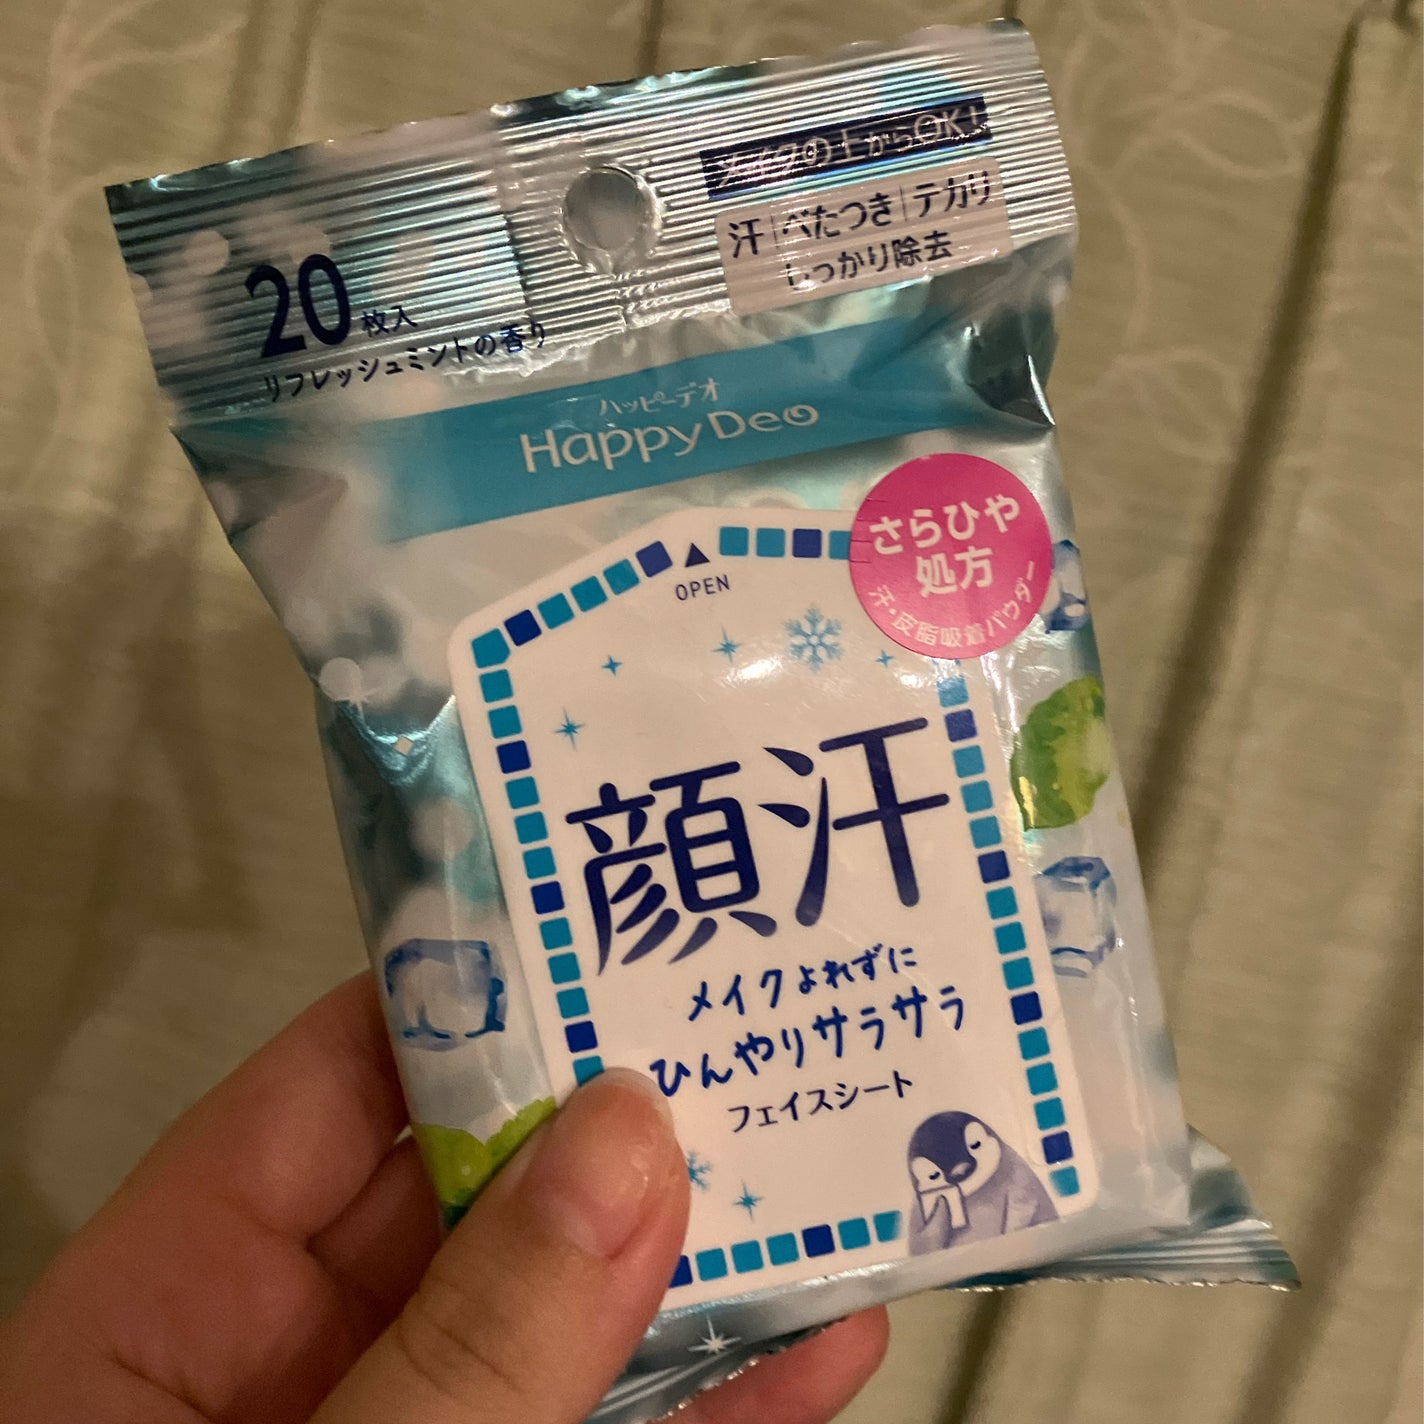 メイクの上からOK!
汗|べたつき|テカリ
しっかり除去
20枚入
リフレッシュミントの香り
ハッピーデオ
Happy Deo
さらひや
処方
汗・皮脂吸着パウダー
OPEN
顔汗
メイクよれずに
ひんやりサラサラ
フェイスシート